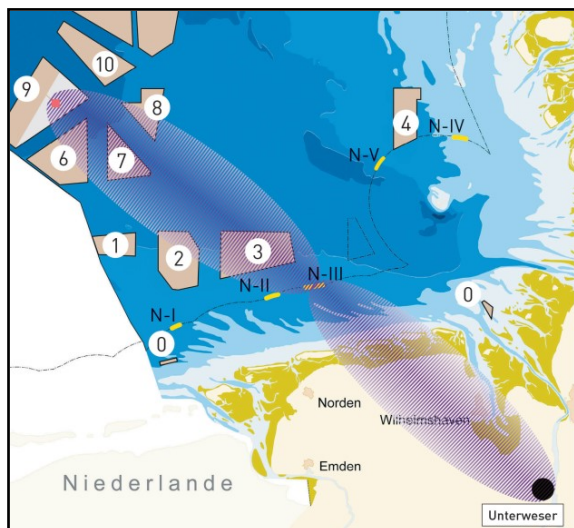 10
9
8
6
7
4
N-IV
N-V
1
2
3
N-III
N-II
N-I
0
0
Norden
Wilhelmshaven
Emden
Niederlande
Unterweser